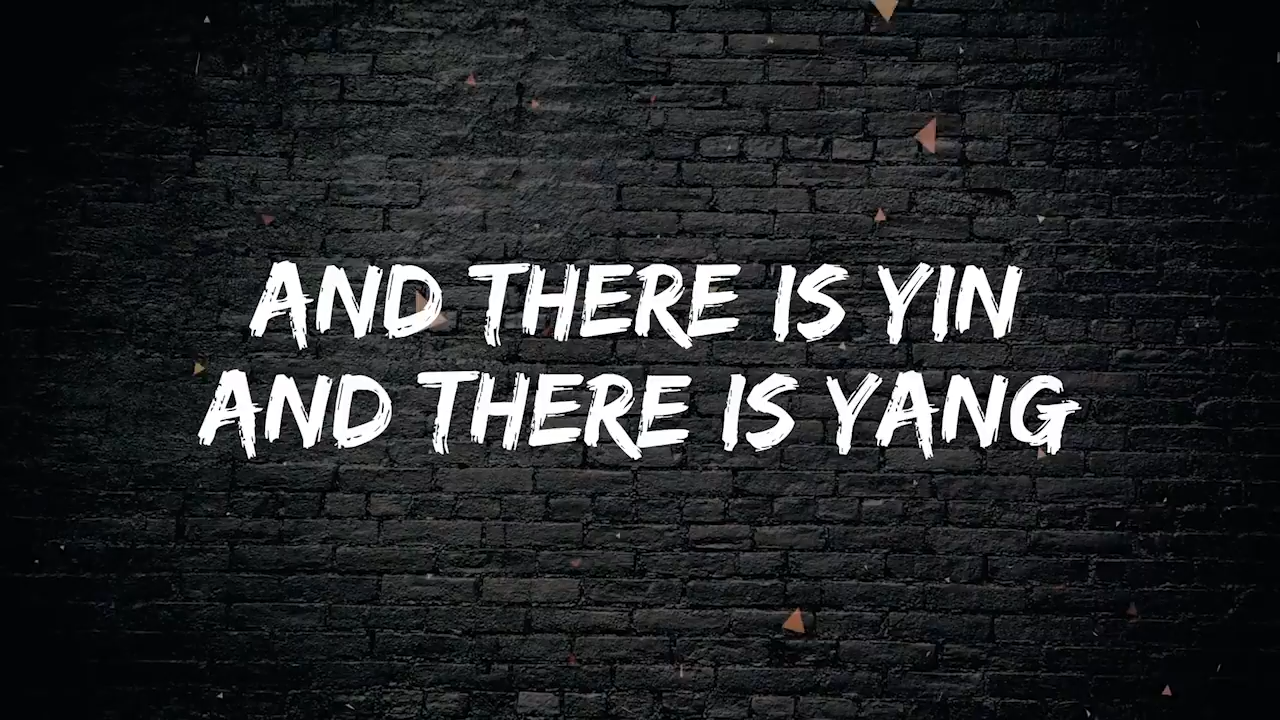 AND THERE IS YIN
AND THERE IS YANG